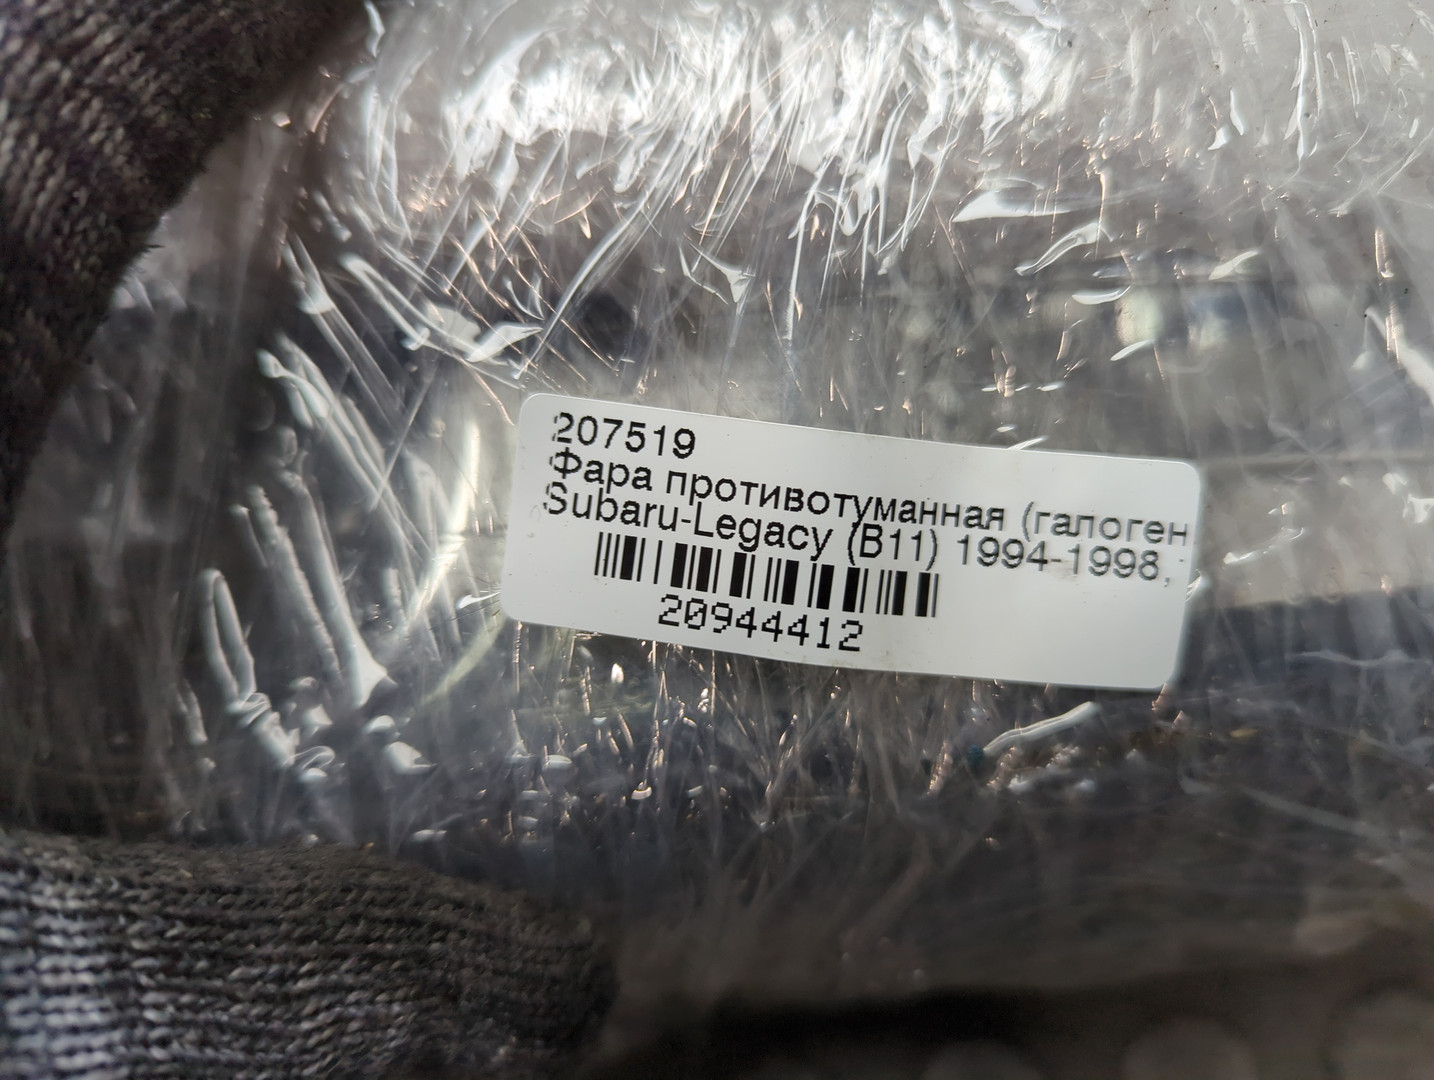 207519
Фара противотуманная (галоген
Subaru-Legacy (B11) 1994-1998,
20944412